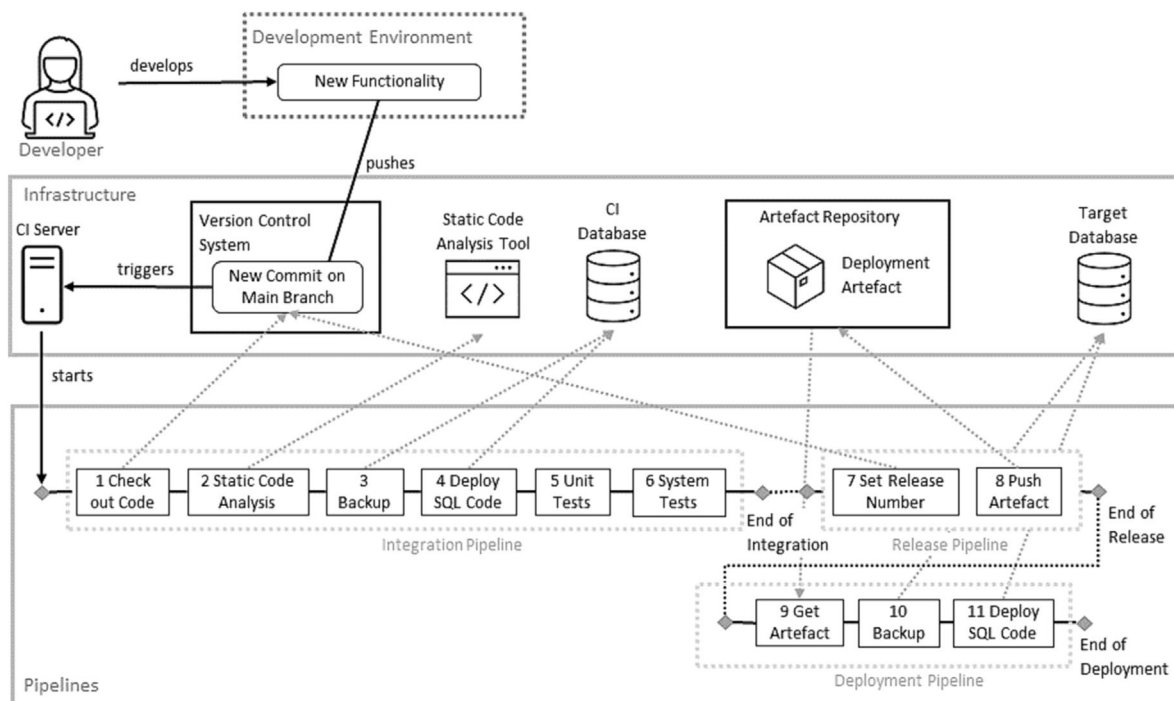 Development Environment
develops
New Functionality
Developer
pushes
Infrastructure
CI Server
Version Control
System
Static Code
Analysis Tool
CI
Database
Artefact Repository
Target
Database
triggers
New Commit on
Main Branch
</>
</>
Deployment
Artefact
starts
1 Check
out Code
2 Static Code
Analysis
3
Backup
4 Deploy
SQL Code
5 Unit
Tests
6 System
Tests
7 Set Release
Number
8 Push
Artefact
End of
Integration
End of
Release
Integration Pipeline
Release Pipeline
9 Get
Artefact
10
Backup
11 Deploy
SQL Code
End of
Deployment
Deployment Pipeline
Pipelines